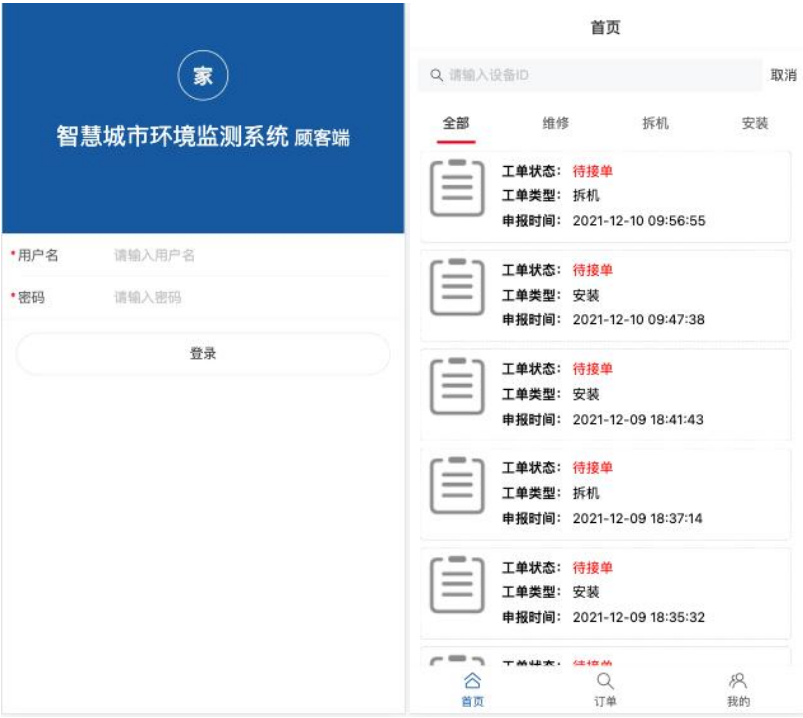 家
智慧城市环境监测系统 顾客端
*用户名 请输入用户名
*密码 请输入密码
登录
首页
请输入设备ID 取消
全部 维修 拆机 安装
工单状态： 待接单
工单类型： 拆机
申报时间： 2021-12-10 09:56:55
工单状态： 待接单
工单类型： 安装
申报时间： 2021-12-10 09:47:38
工单状态： 待接单
工单类型： 安装
申报时间： 2021-12-09 18:41:43
工单状态： 待接单
工单类型： 拆机
申报时间： 2021-12-09 18:37:14
工单状态： 待接单
工单类型： 安装
申报时间： 2021-12-09 18:35:32
工单状态： 待接单
首页 订单 我的